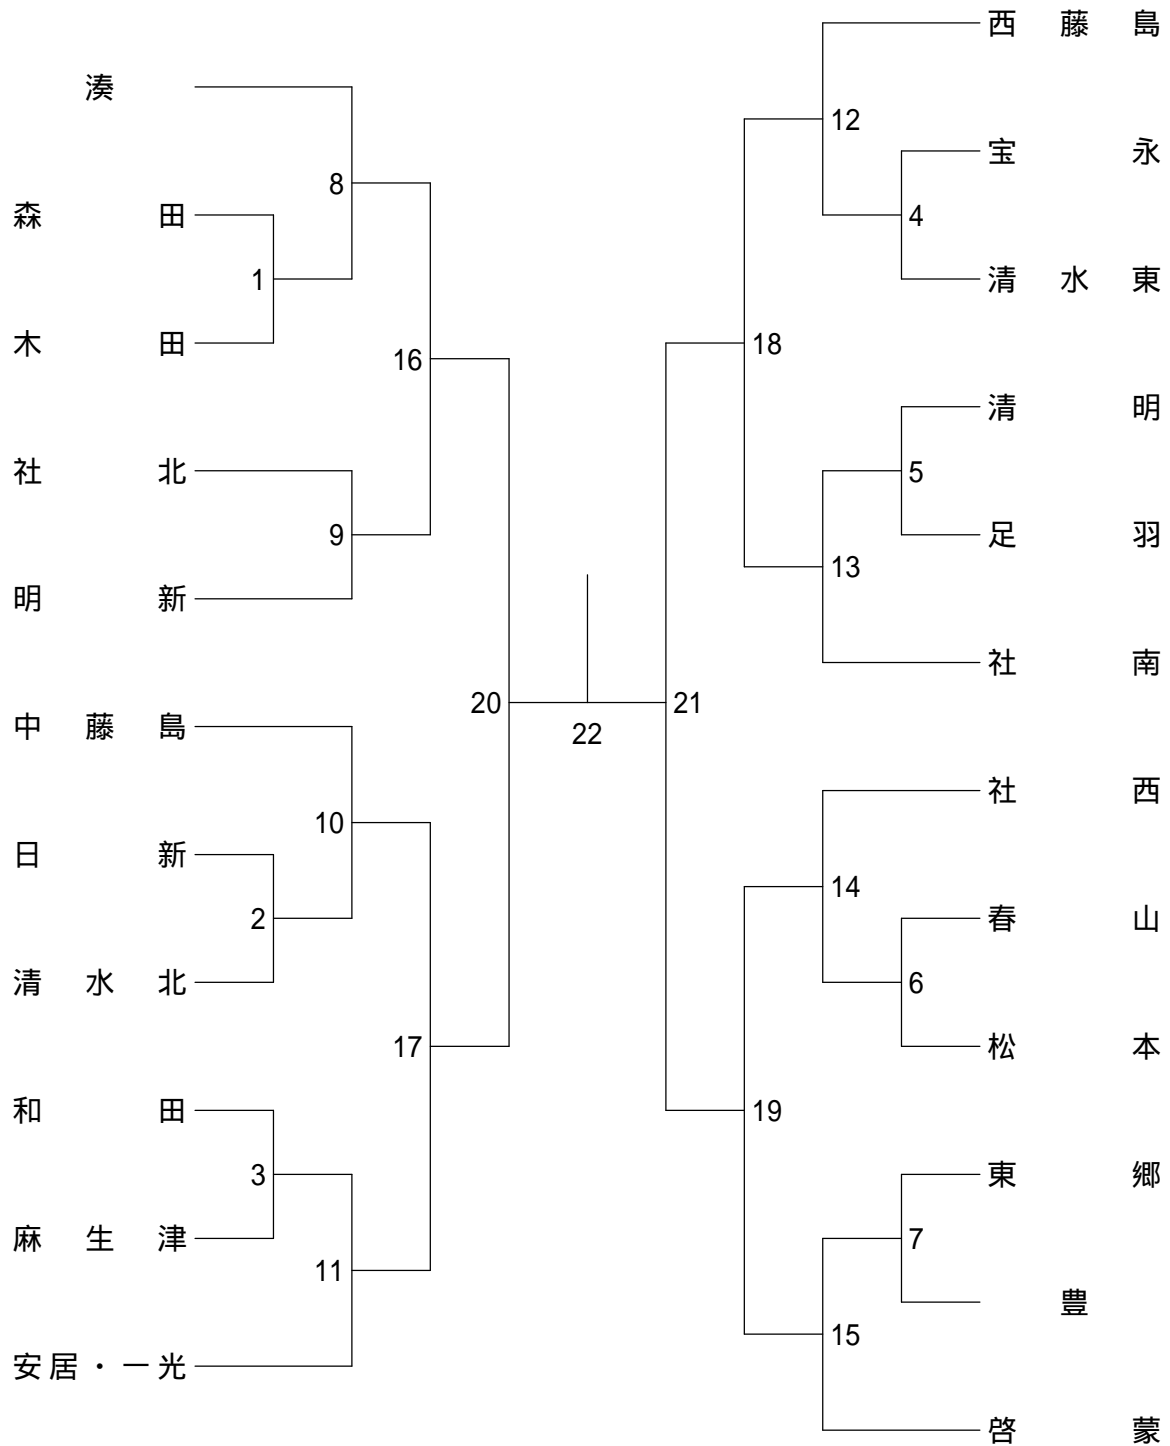 湊
8
森田
1
木田
16
社北
9
明新
中藤島
20
10
日新
2
清水北
17
和田
3
麻生津
11
安居・一光
22
西藤島
12
宝永
4
清水東
18
清明
5
足羽
13
社南
21
社西
14
春山
6
松本
19
東郷
7
豊
15
啓蒙